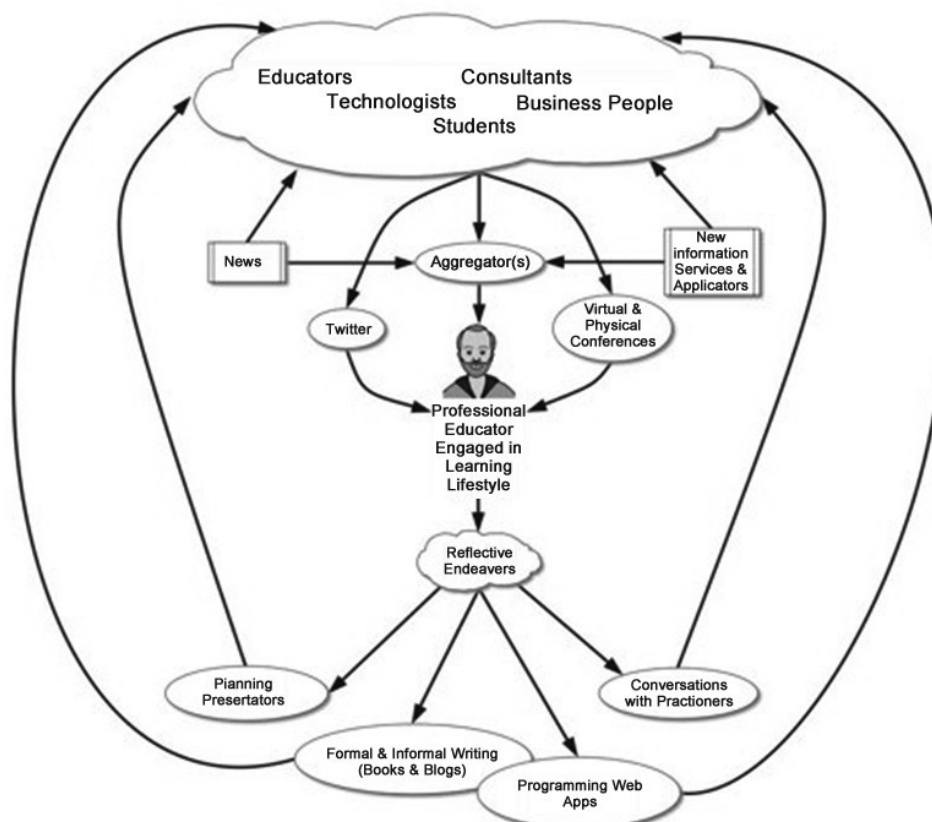 Educators
Consultants
Technologists
Business People
Students
News
Aggregator(s)
New
information
Services &
Applicators
Twitter
Virtual &
Physical
Conferences
Professional
Educator
Engaged in
Learning
Lifestyle
Reflective
Endeavers
Planning
Presertators
Conversations
with Practioners
Formal & Informal Writing
(Books & Blogs)
Programming Web
Apps